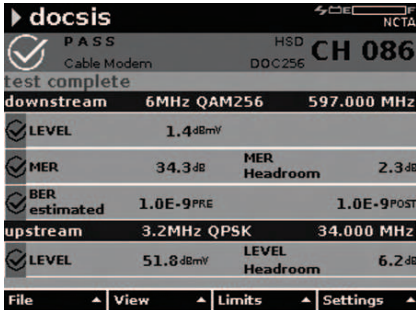 docsis
E F
NCTA
PASS
Cable Modem
HSD
DOC256
CH 086
test complete
downstream 6MHz QAM256 597.000 MHz
LEVEL 1.4dBmV
MER 34.3dB MER Headroom 2.3dB
BER estimated 1.0E-9PRE 1.0E-9POST
upstream 3.2MHz QPSK 34.000 MHz
LEVEL 51.8dBmV LEVEL Headroom 6.2dB
File View Limits Settings